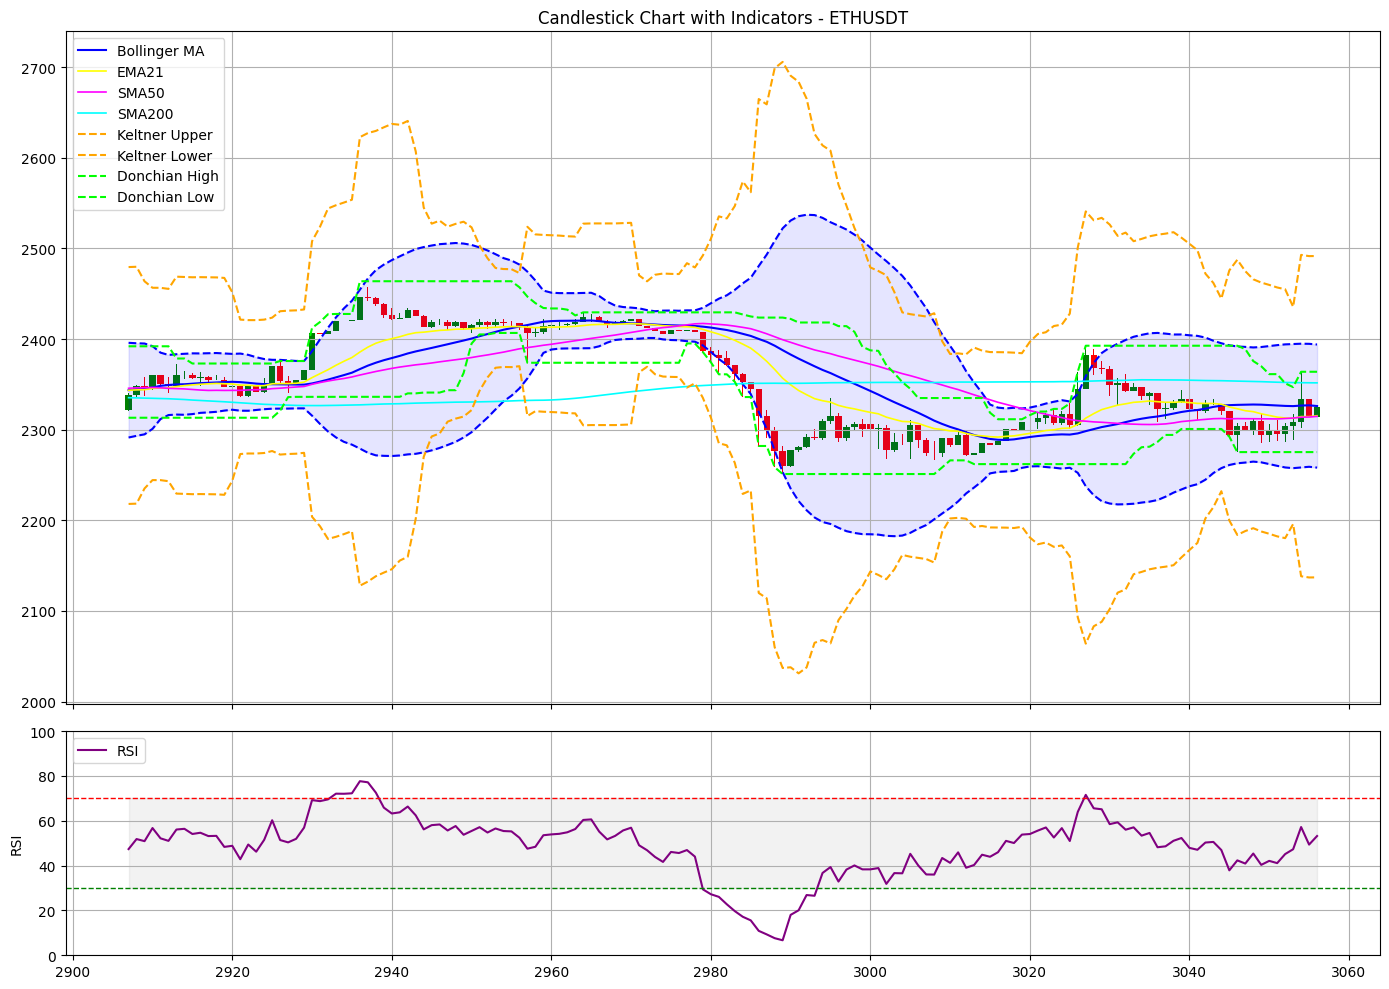 Candlestick Chart with Indicators - ETHUSDT
Bollinger MA
EMA21
SMA50
SMA200
Keltner Upper
Keltner Lower
Donchian High
Donchian Low
2700
2600
2500
2400
2300
2200
2100
2000
RSI
100
80
60
40
20
0
RSI
2900 2920 2940 2960 2980 3000 3020 3040 3060